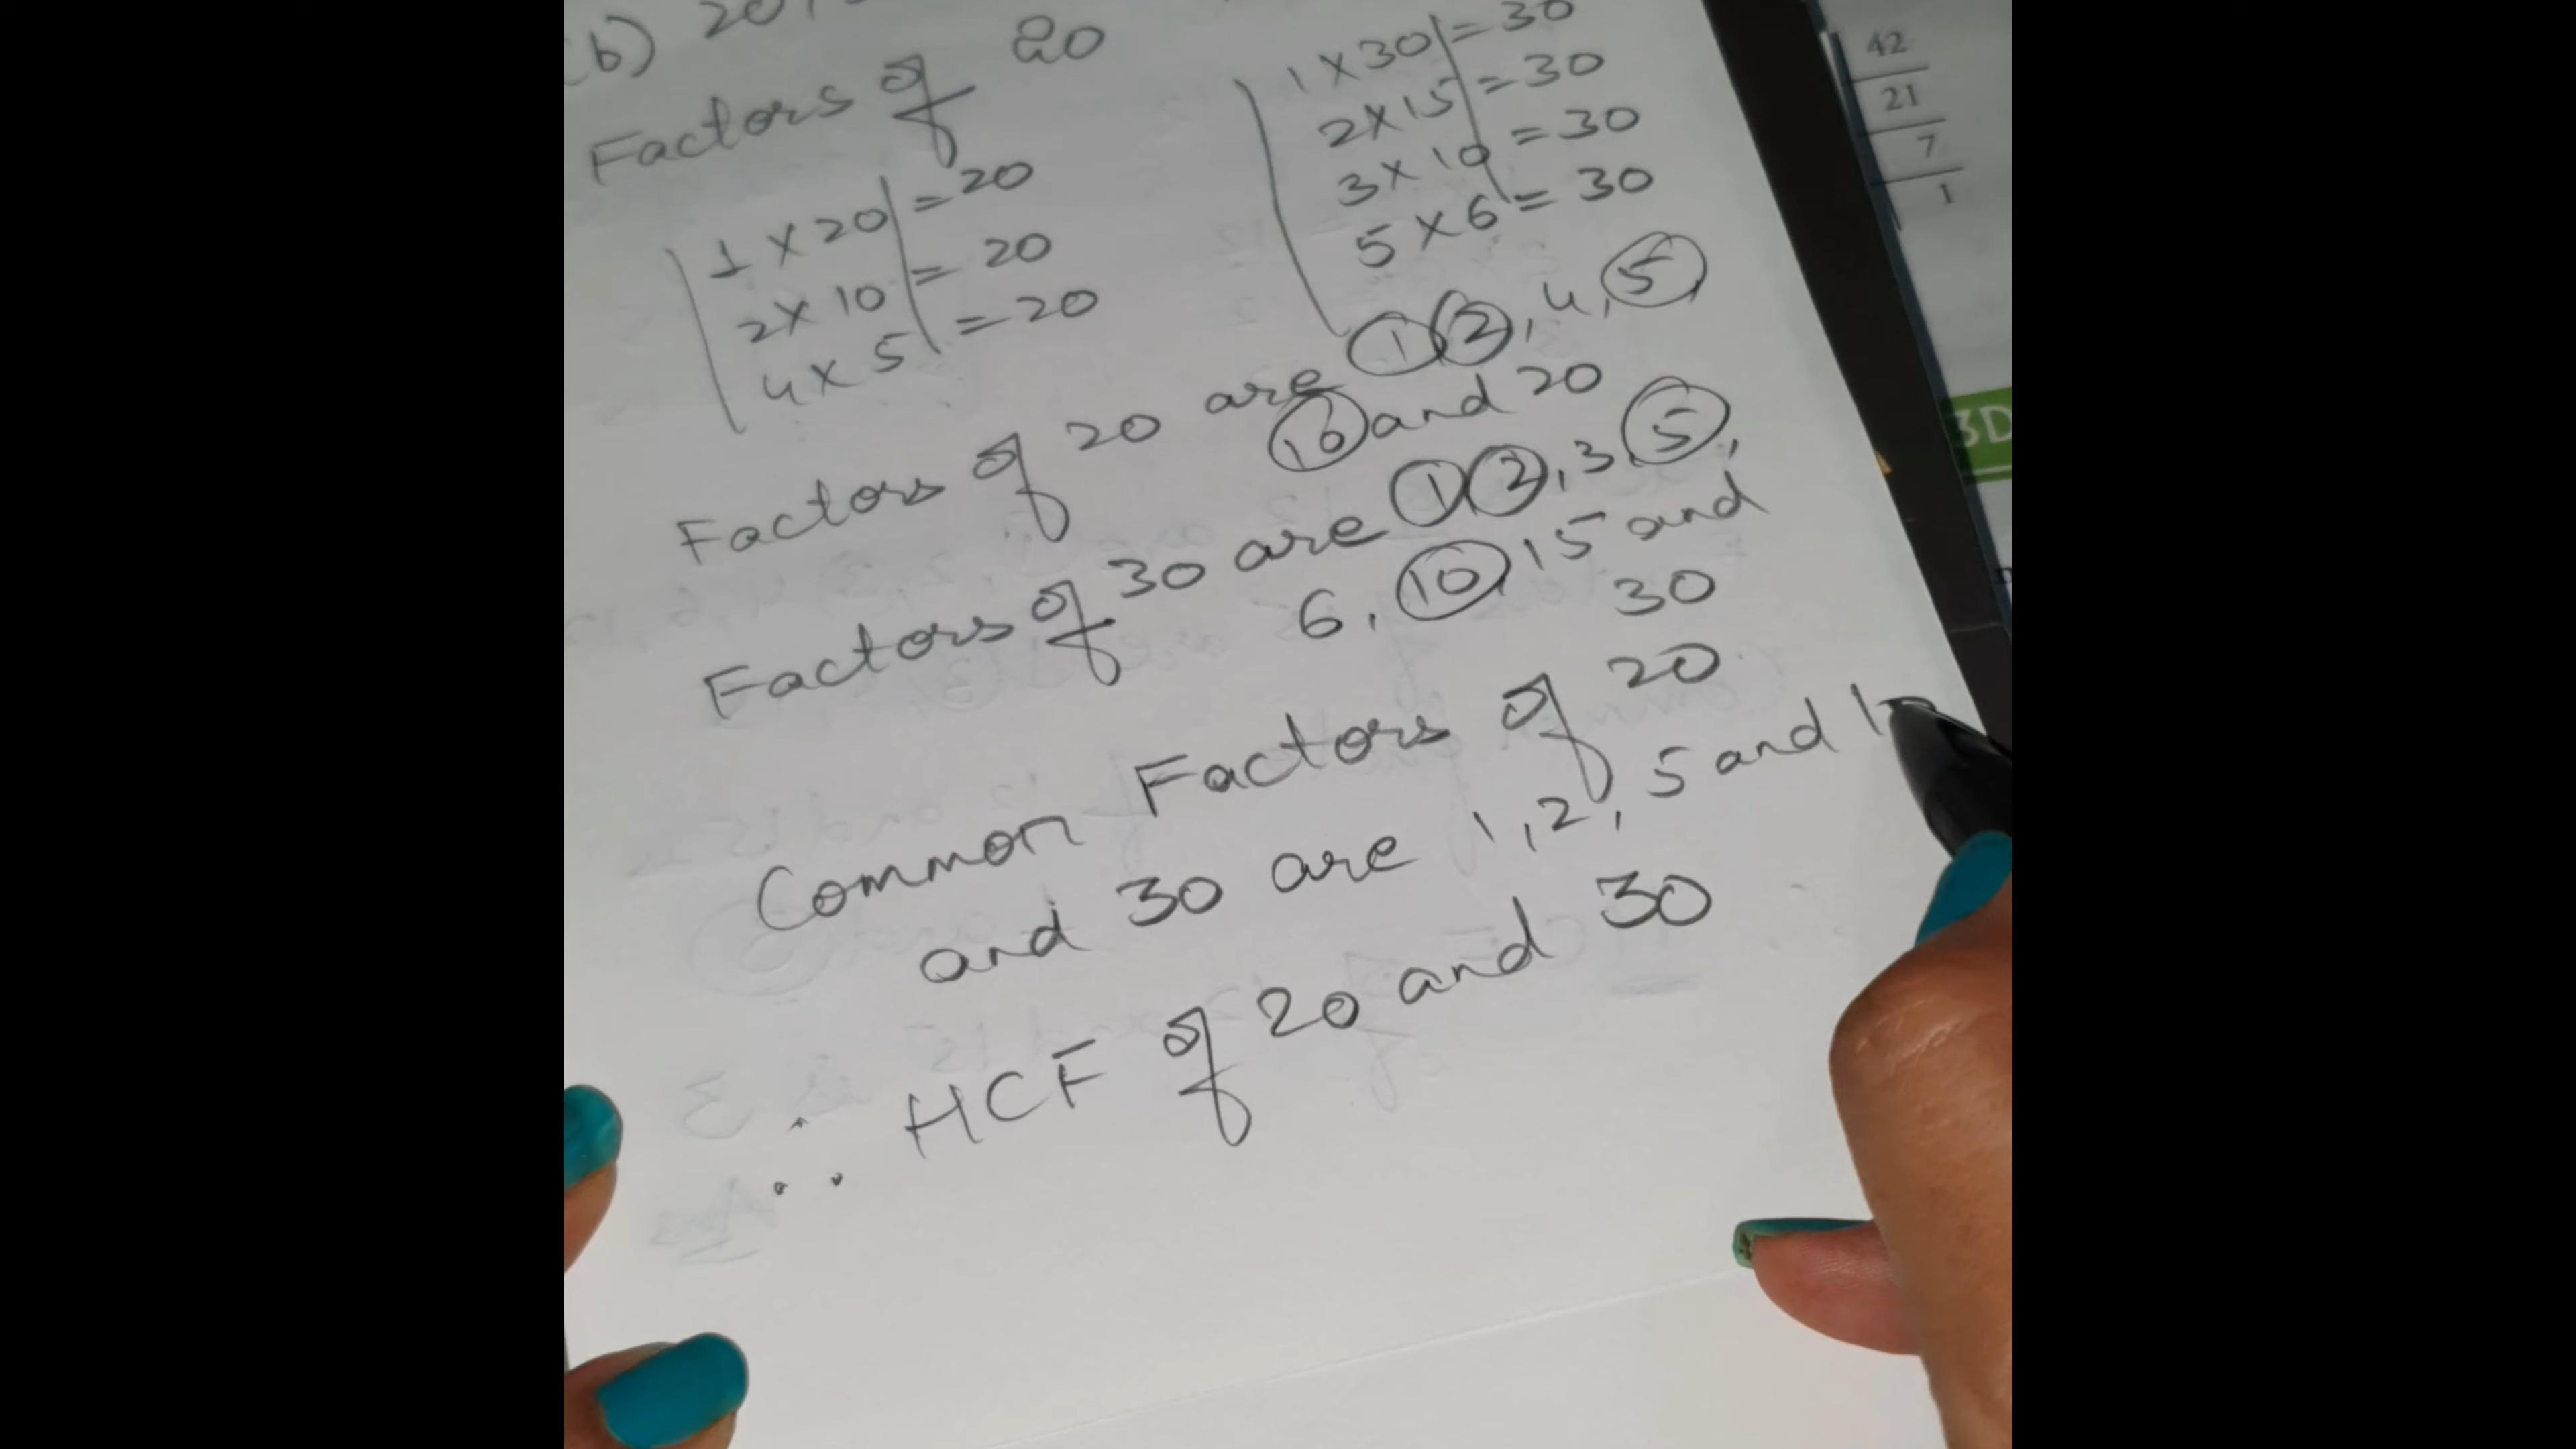 (b)
Factors of 20
1 × 20 = 20
2 × 10 = 20
4 × 5 = 20
1 × 30 = 30
2 × 15 = 30
3 × 10 = 30
5 × 6 = 30
Factors of 20 are 1 2, 4, 5
10 and 20
Factors of 30 are 1 2, 3 5,
6, 10 15 and
30
Common Factors of 20
and 30 are 1, 2, 5 and
∴ HCF of 20 and 30
42
21
7
1
3D